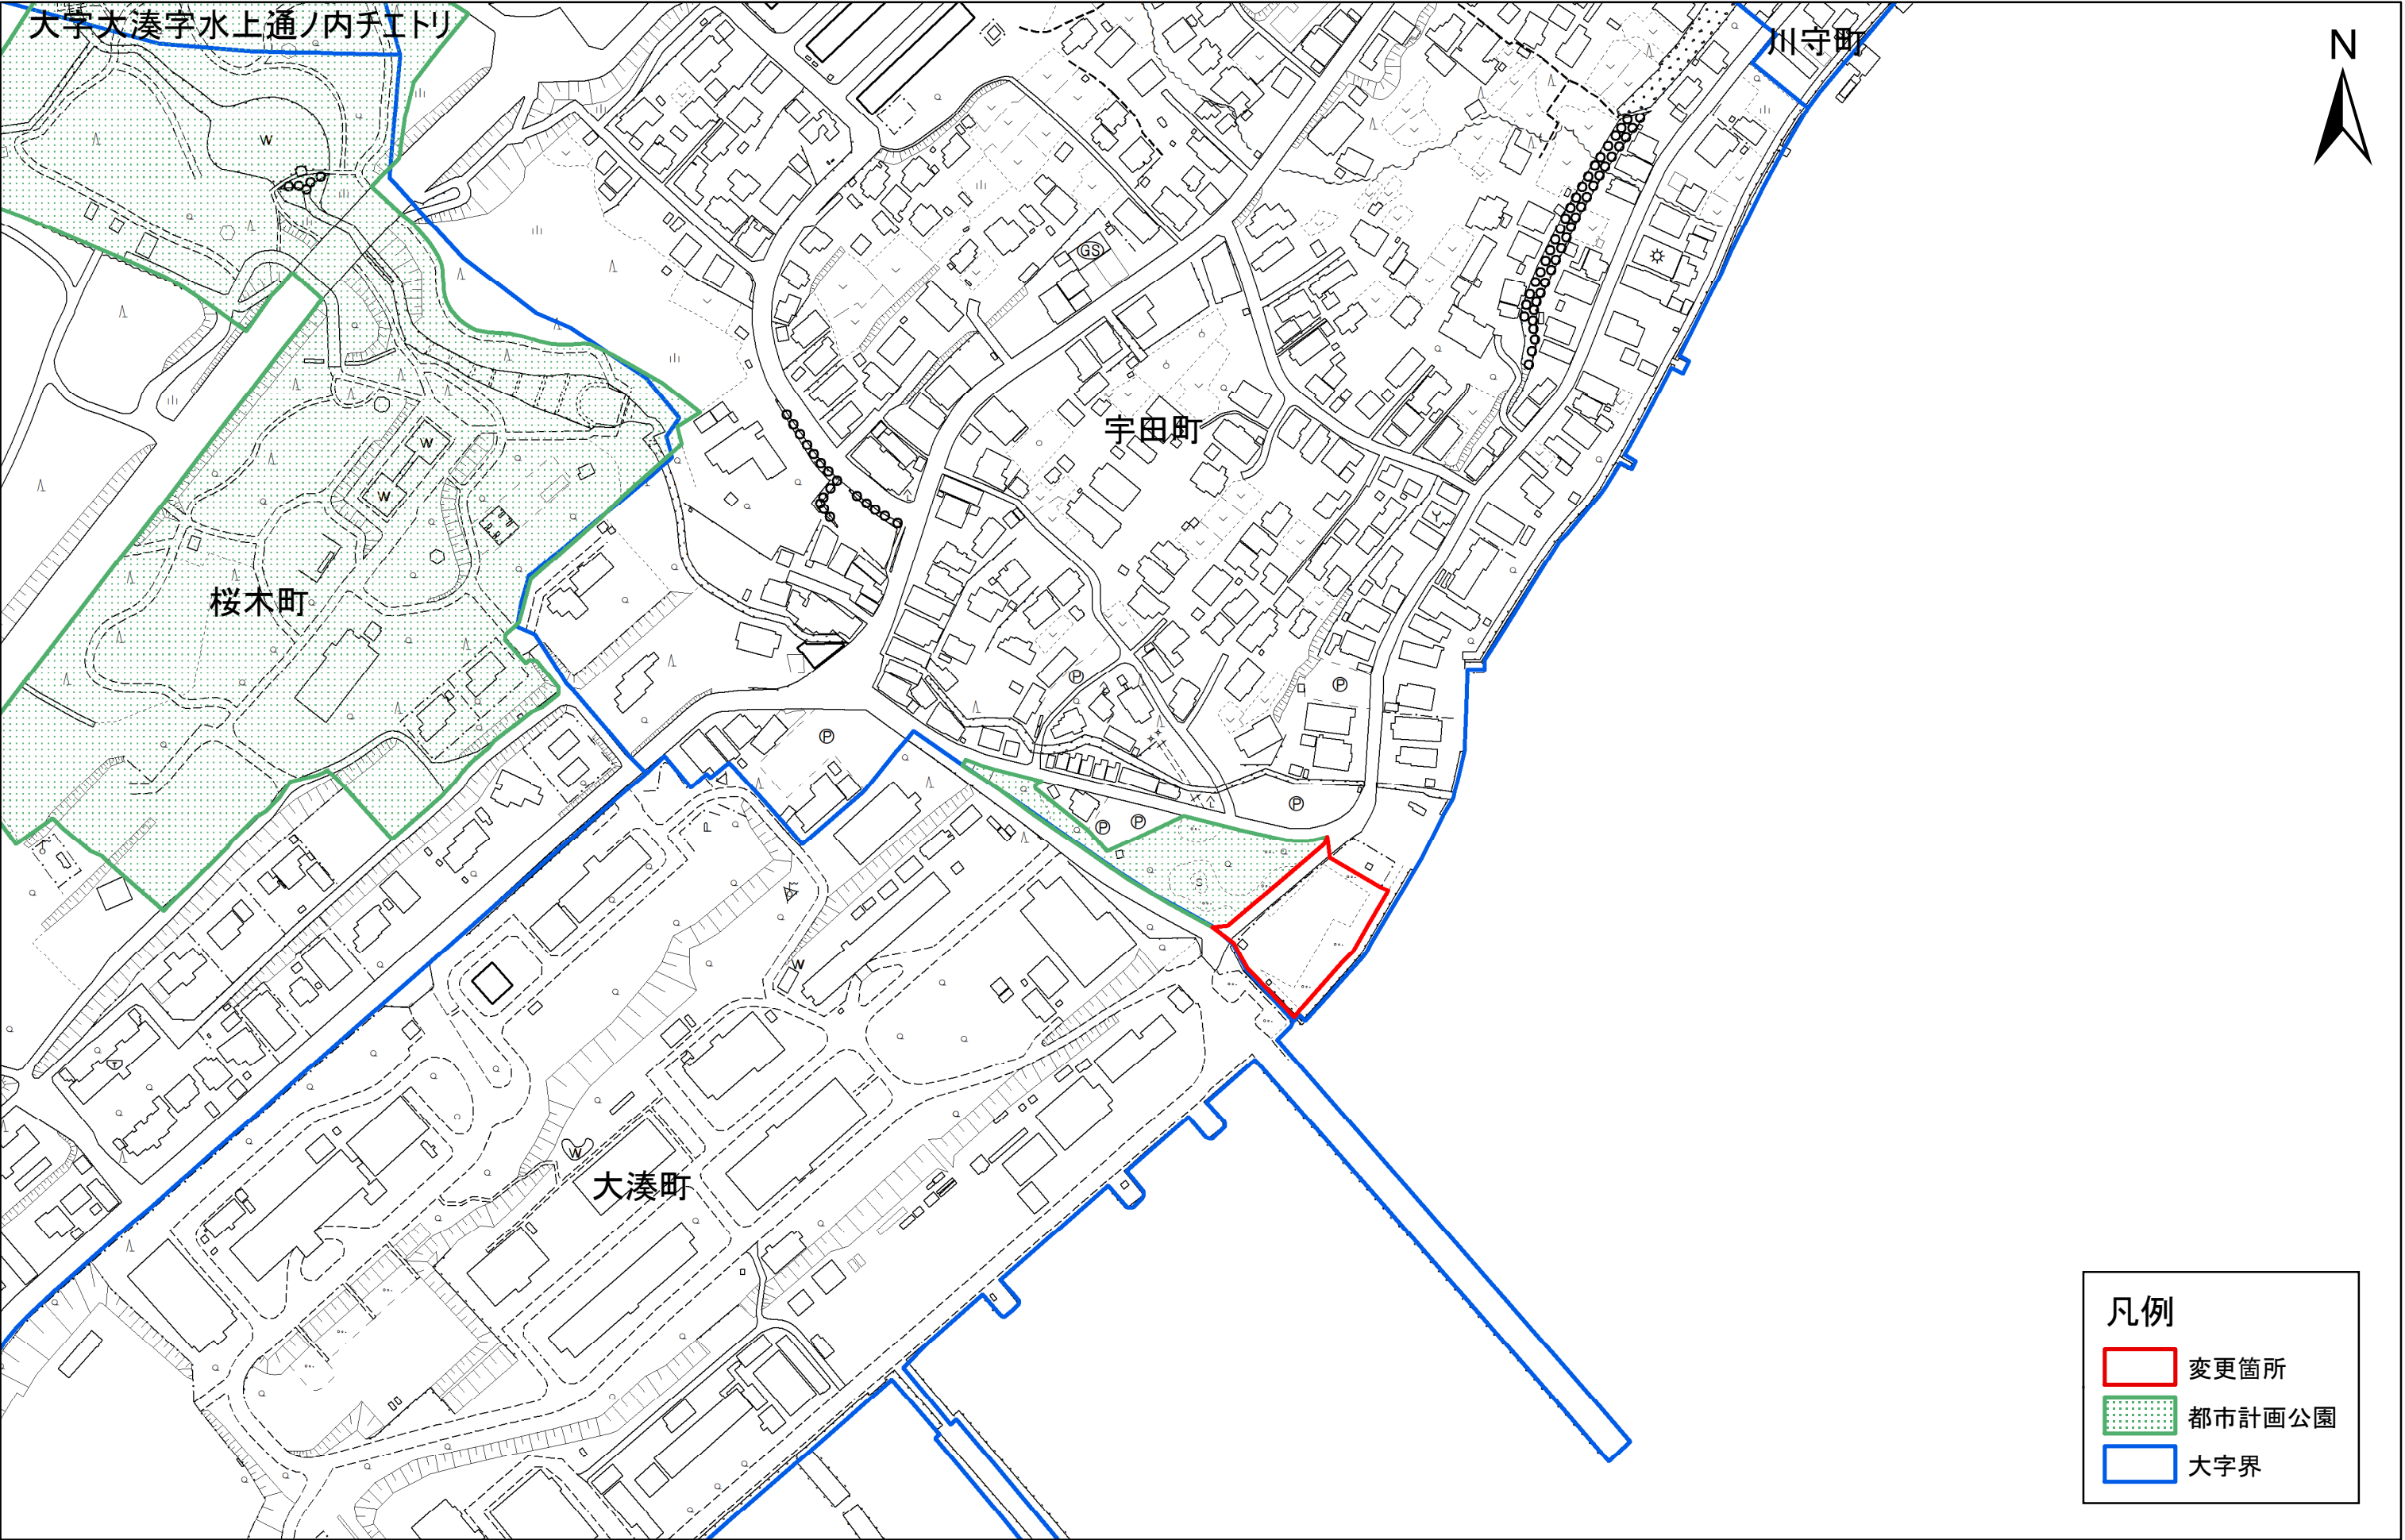 大字大湊字水上通ノ内チエトリ
川守町
N
GS
宇田町
桜木町
大湊町
凡例
変更箇所
都市計画公園
大字界